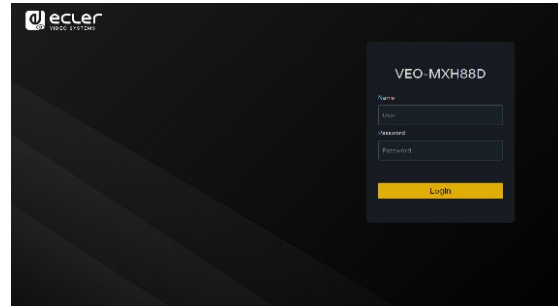 ecler
VIDEO SYSTEMS
VEO-MXH88D
Name
User
Password
Password
Login